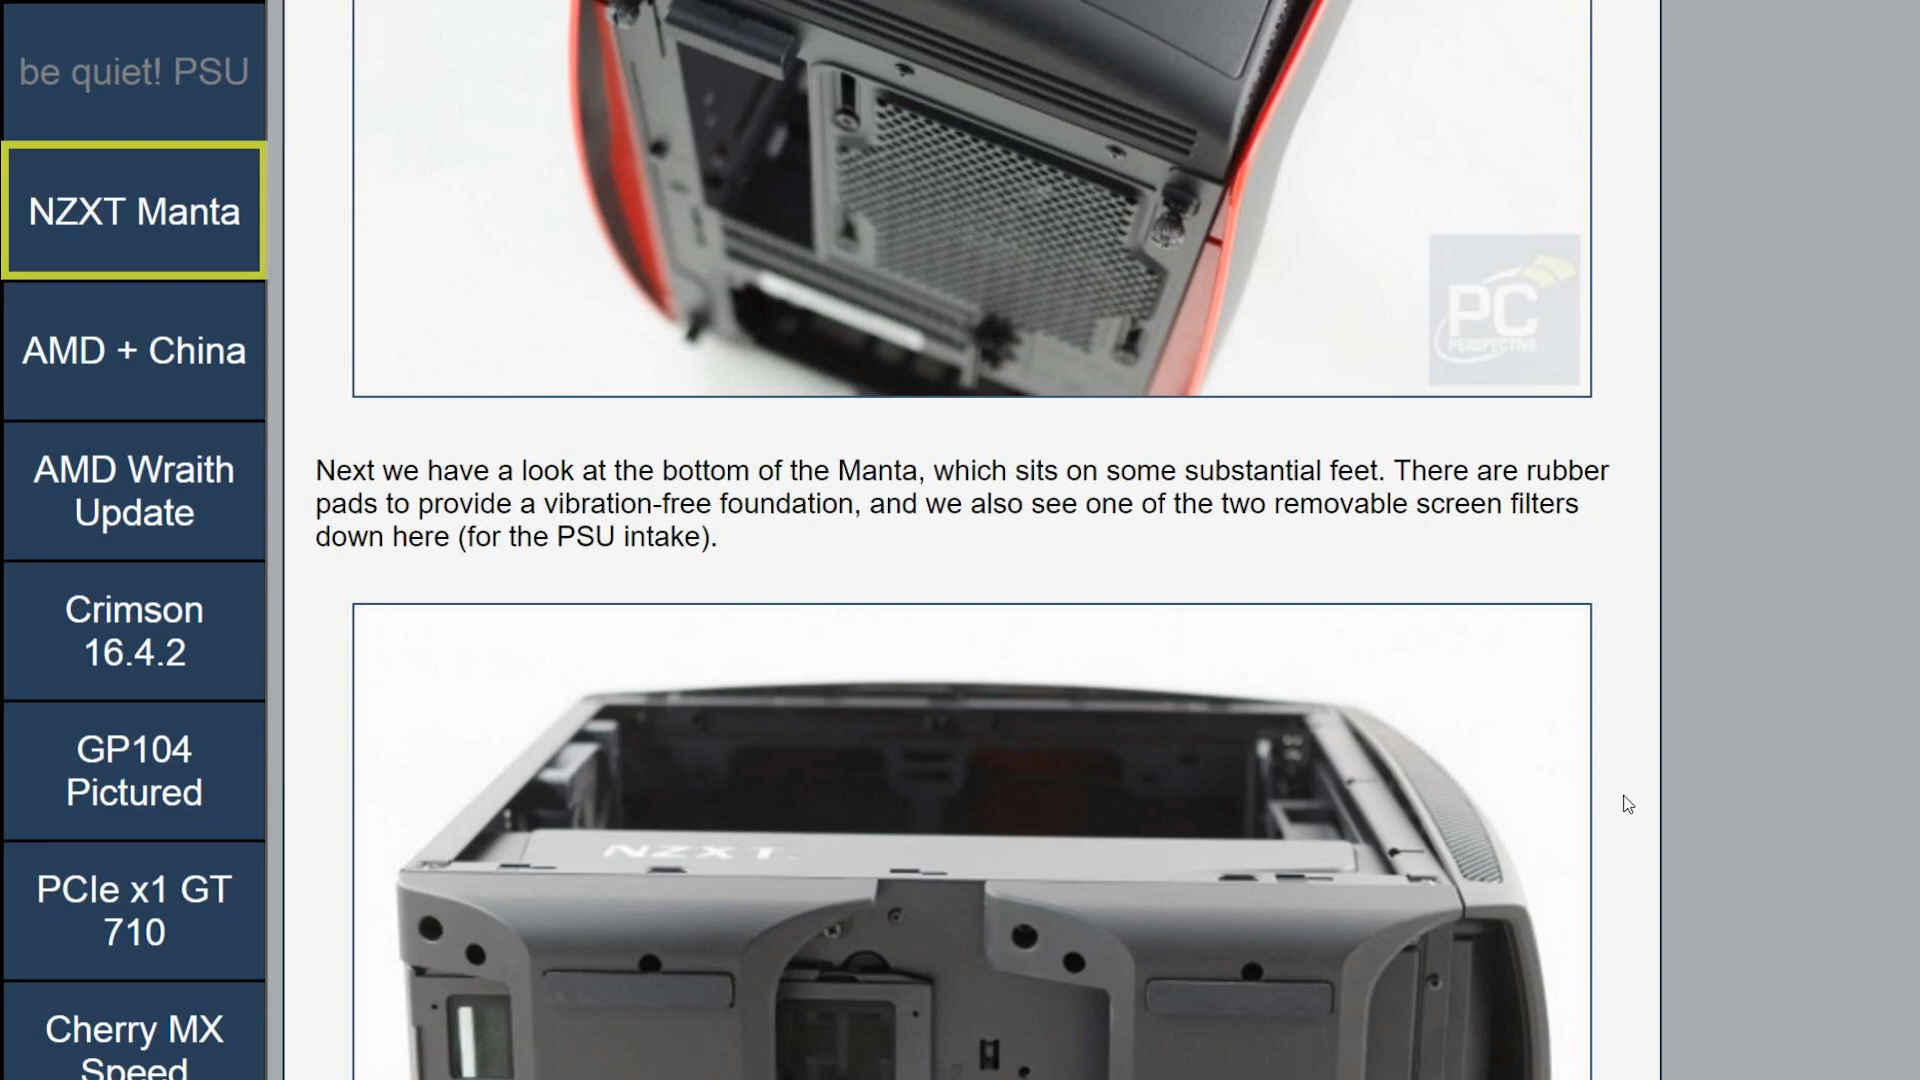 be quiet! PSU
NZXT Manta
AMD + China
AMD Wraith
Update
Crimson
16.4.2
GP104
Pictured
PCIe x1 GT
710
Cherry MX
Speed
PC
PERSPECTIVE
Next we have a look at the bottom of the Manta, which sits on some substantial feet. There are rubber
pads to provide a vibration-free foundation, and we also see one of the two removable screen filters
down here (for the PSU intake).
NZXT